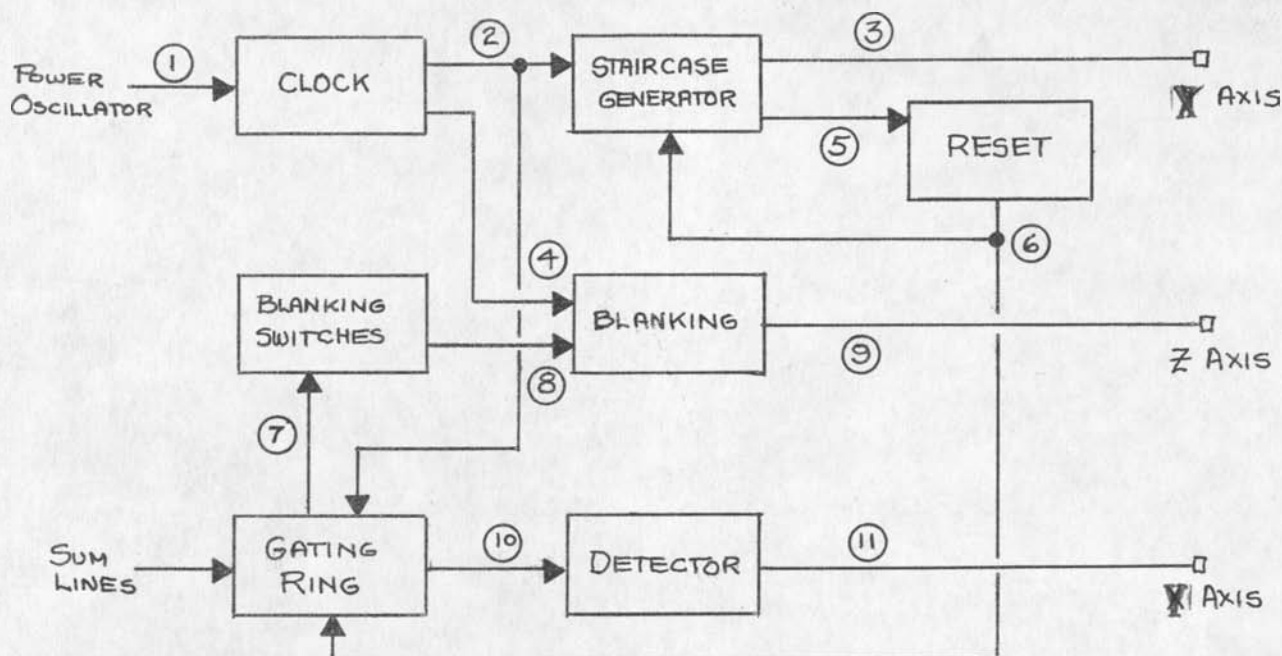 ①
②
③
POWER
OSCILLATOR
CLOCK
STAIRCASE
GENERATOR
AXIS
⑤
RESET
④
⑥
BLANKING
SWITCHES
BLANKING
⑧
⑨
Z AXIS
⑦
SUM
LINES
GATING
RING
⑩
DETECTOR
⑪
AXIS